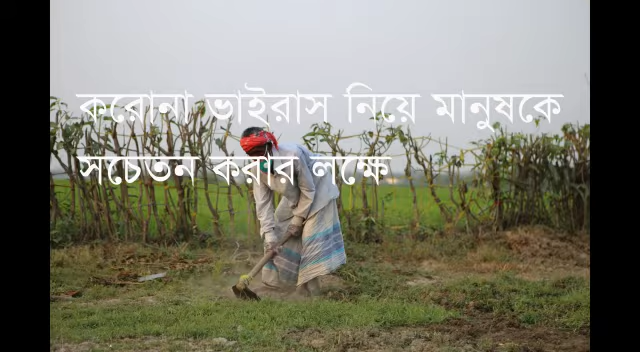 করোনা ভাইরাস নিয়ে মানুষকে
সচেতন করার লক্ষে